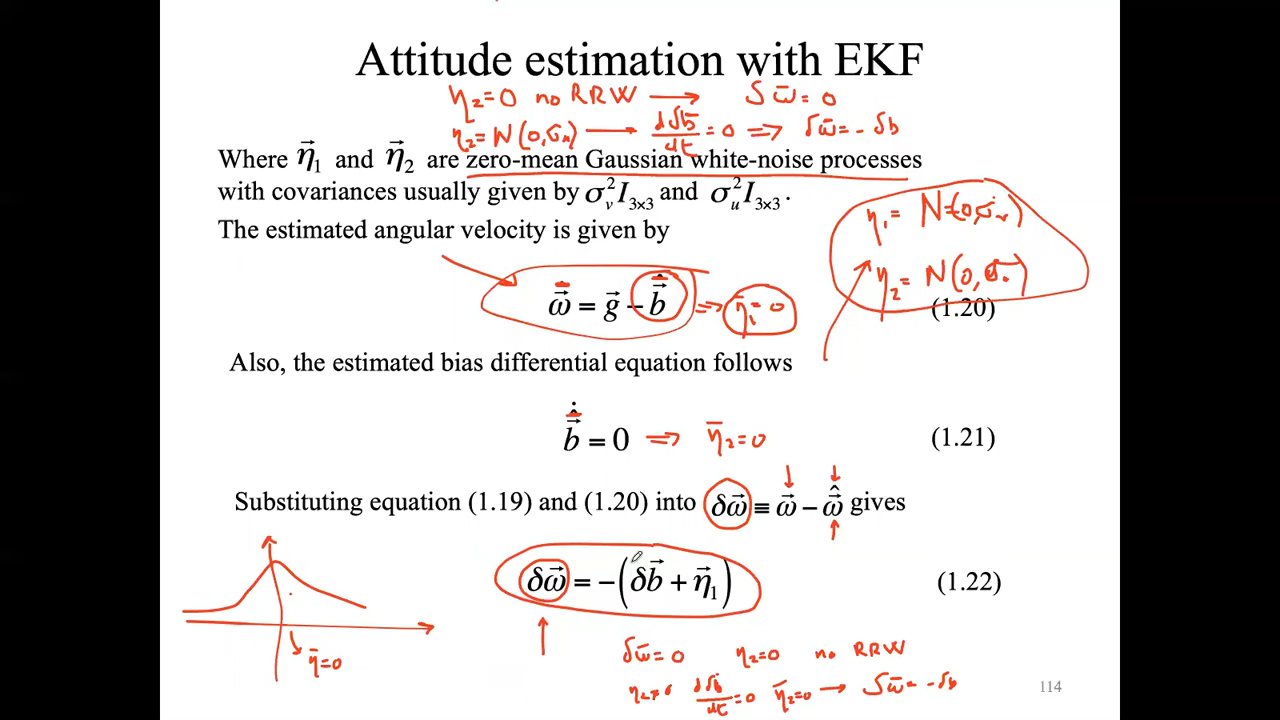 Attitude estimation with EKF
η₂=0 no RRW → δω̄=0
η₂=N(0,σᵤ) → dδb̄/dt=0 ⇒ δω̄=-δb
Where η⃗₁ and η⃗₂ are zero-mean Gaussian white-noise processes
with covariances usually given by σᵥ²I₃ₓ₃ and σᵤ²I₃ₓ₃.
η₁=N(0,σᵥ)
The estimated angular velocity is given by
η₂=N(0,σ)
ω̂⃗ = g⃗ − b̂⃗ ⇒ η̄₁=0 (1.20)
Also, the estimated bias differential equation follows
b̂⃗̇ = 0 ⇒ η̄₂=0 (1.21)
Substituting equation (1.19) and (1.20) into δω⃗ ≡ ω⃗ − ω̂⃗ gives
δω⃗ = −(δb⃗ + η⃗₁) (1.22)
η̄=0
δω̄=0 η₂=0 no RRW
η₂≠0 dδb̄/dt=0 η̄₂=0 → δω̄=-δb
114